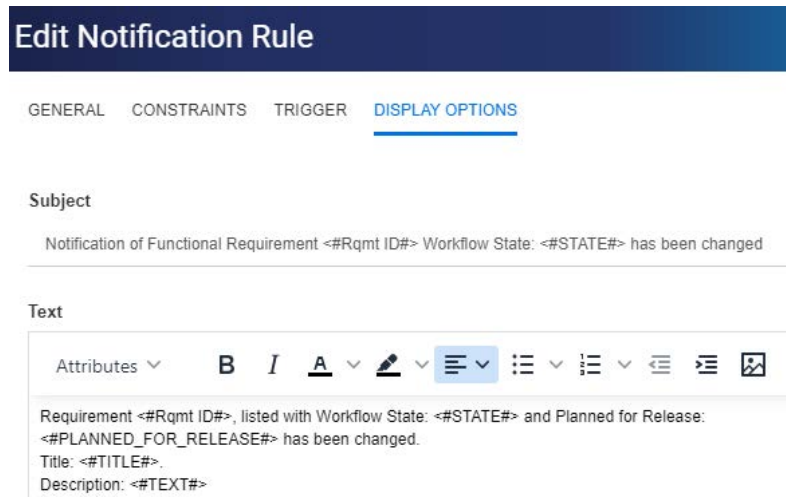 Edit Notification Rule
GENERAL CONSTRAINTS TRIGGER DISPLAY OPTIONS
Subject
Notification of Functional Requirement <#Rqmt ID#> Workflow State: <#STATE#> has been changed
Text
Attributes B I A
Requirement <#Rqmt ID#>, listed with Workflow State: <#STATE#> and Planned for Release:
<#PLANNED_FOR_RELEASE#> has been changed.
Title: <#TITLE#>.
Description: <#TEXT#>